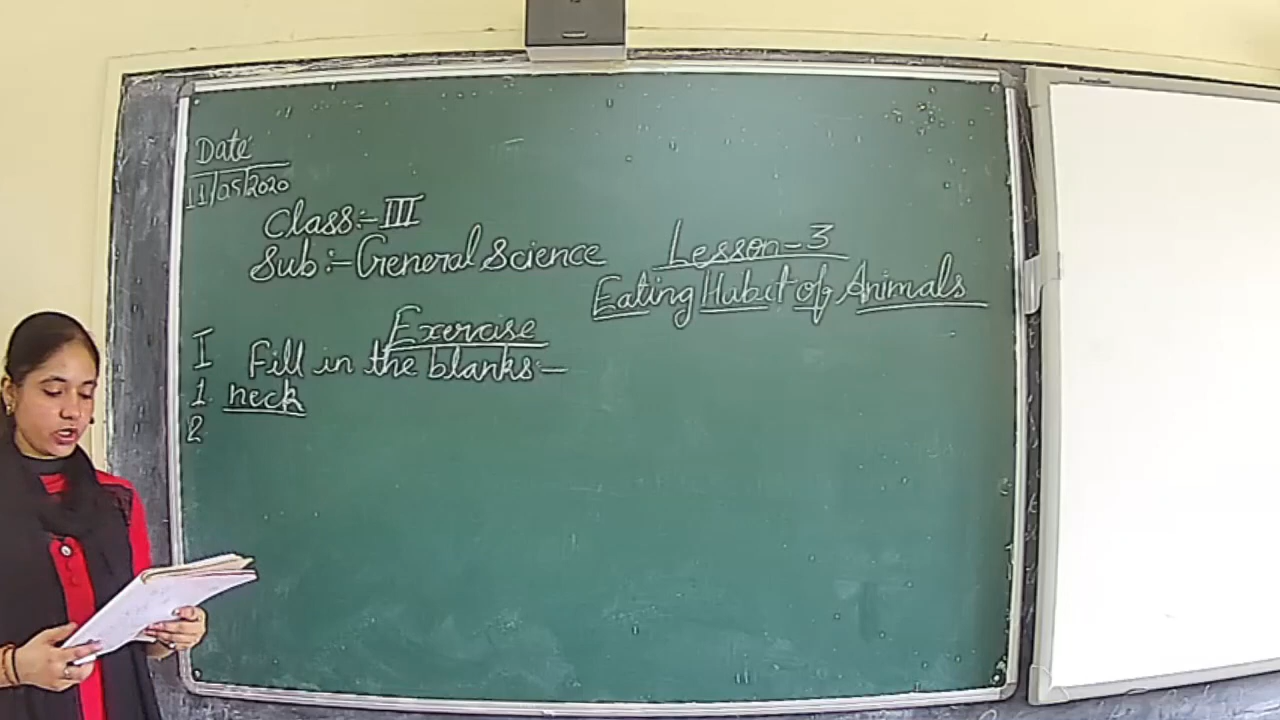 Date
11/05/2020
Class:-III
Sub:-General Science
Lesson-3
Eating Habit of Animals
Exercise
I Fill in the blanks:-
1. neck
2